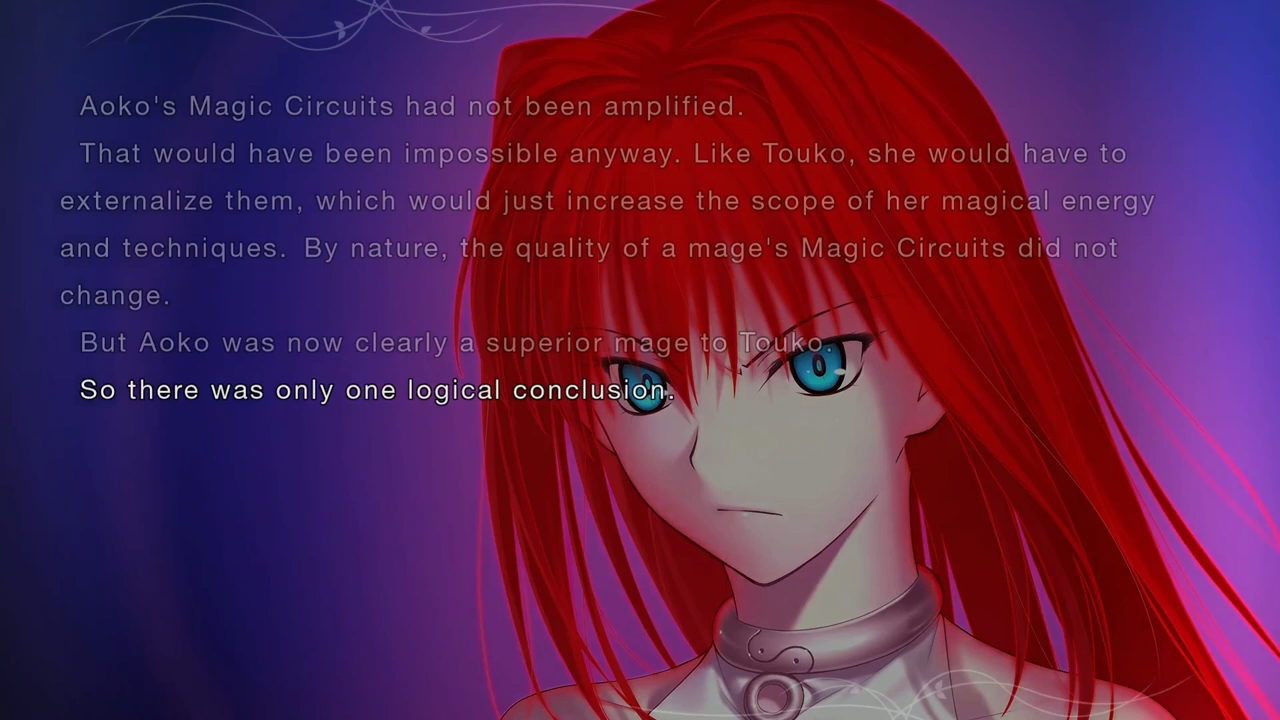 Aoko's Magic Circuits had not been amplified.
That would have been impossible anyway. Like Touko, she would have to
externalize them, which would just increase the scope of her magical energy
and techniques. By nature, the quality of a mage's Magic Circuits did not
change.
But Aoko was now clearly a superior mage to Touko.
So there was only one logical conclusion.